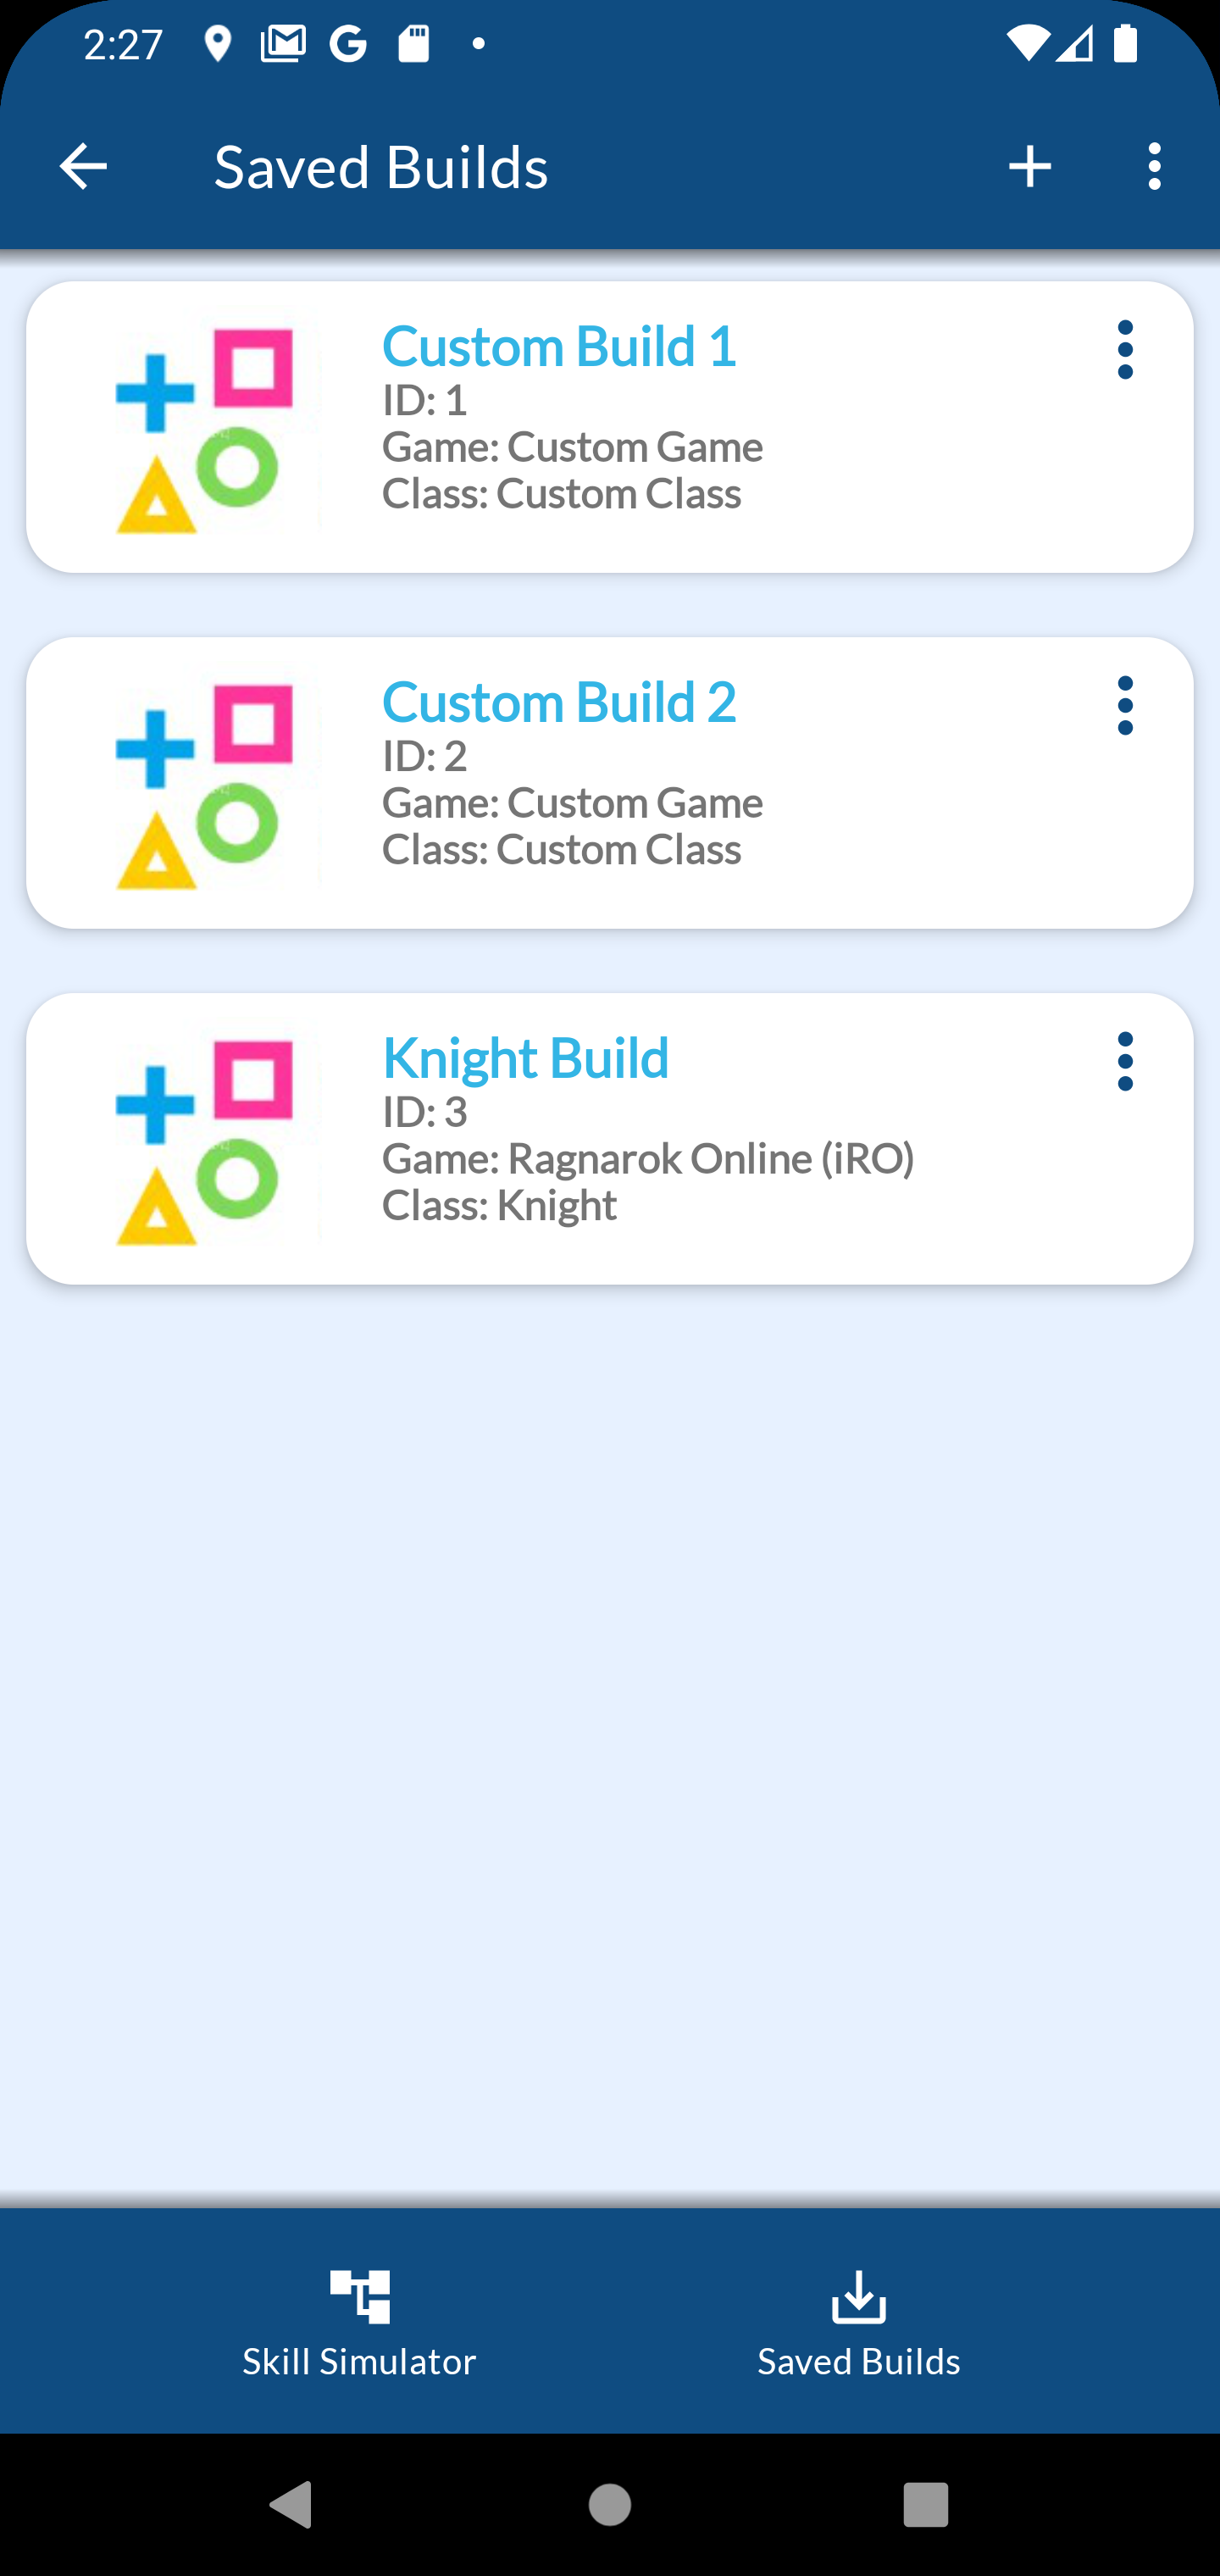 2:27
Saved Builds
Custom Build 1
ID: 1
Game: Custom Game
Class: Custom Class
Custom Build 2
ID: 2
Game: Custom Game
Class: Custom Class
Knight Build
ID: 3
Game: Ragnarok Online (iRO)
Class: Knight
Skill Simulator
Saved Builds